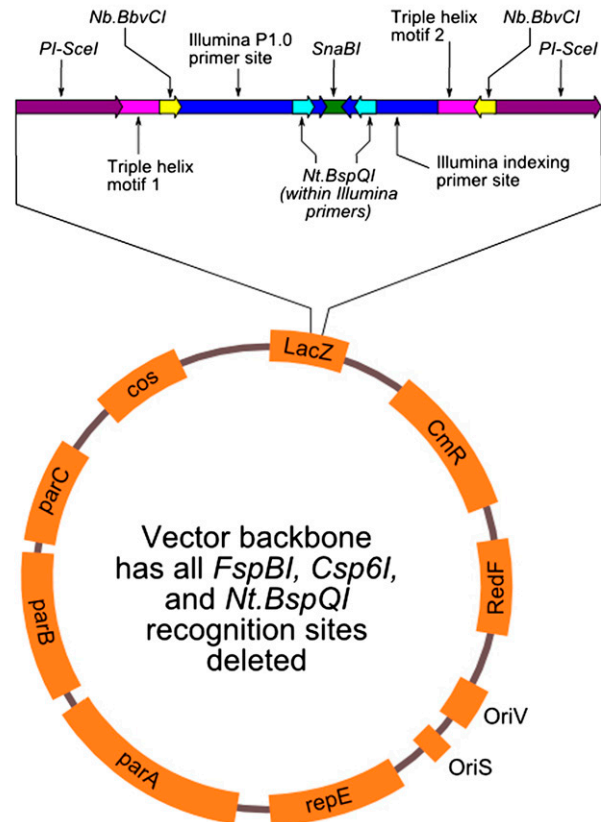 Nb.BbvCI
Triple helix
motif 2
Nb.BbvCI
PI-SceI
Illumina P1.0
primer site
SnaBI
PI-SceI
Triple helix
motif 1
Nt.BspQI
(within Illumina
primers)
Illumina indexing
primer site
LacZ
cos
CmR
parC
RedF
parB
Vector backbone
has all FspBI, Csp6I,
and Nt.BspQI
recognition sites
deleted
OriV
OriS
parA
repE